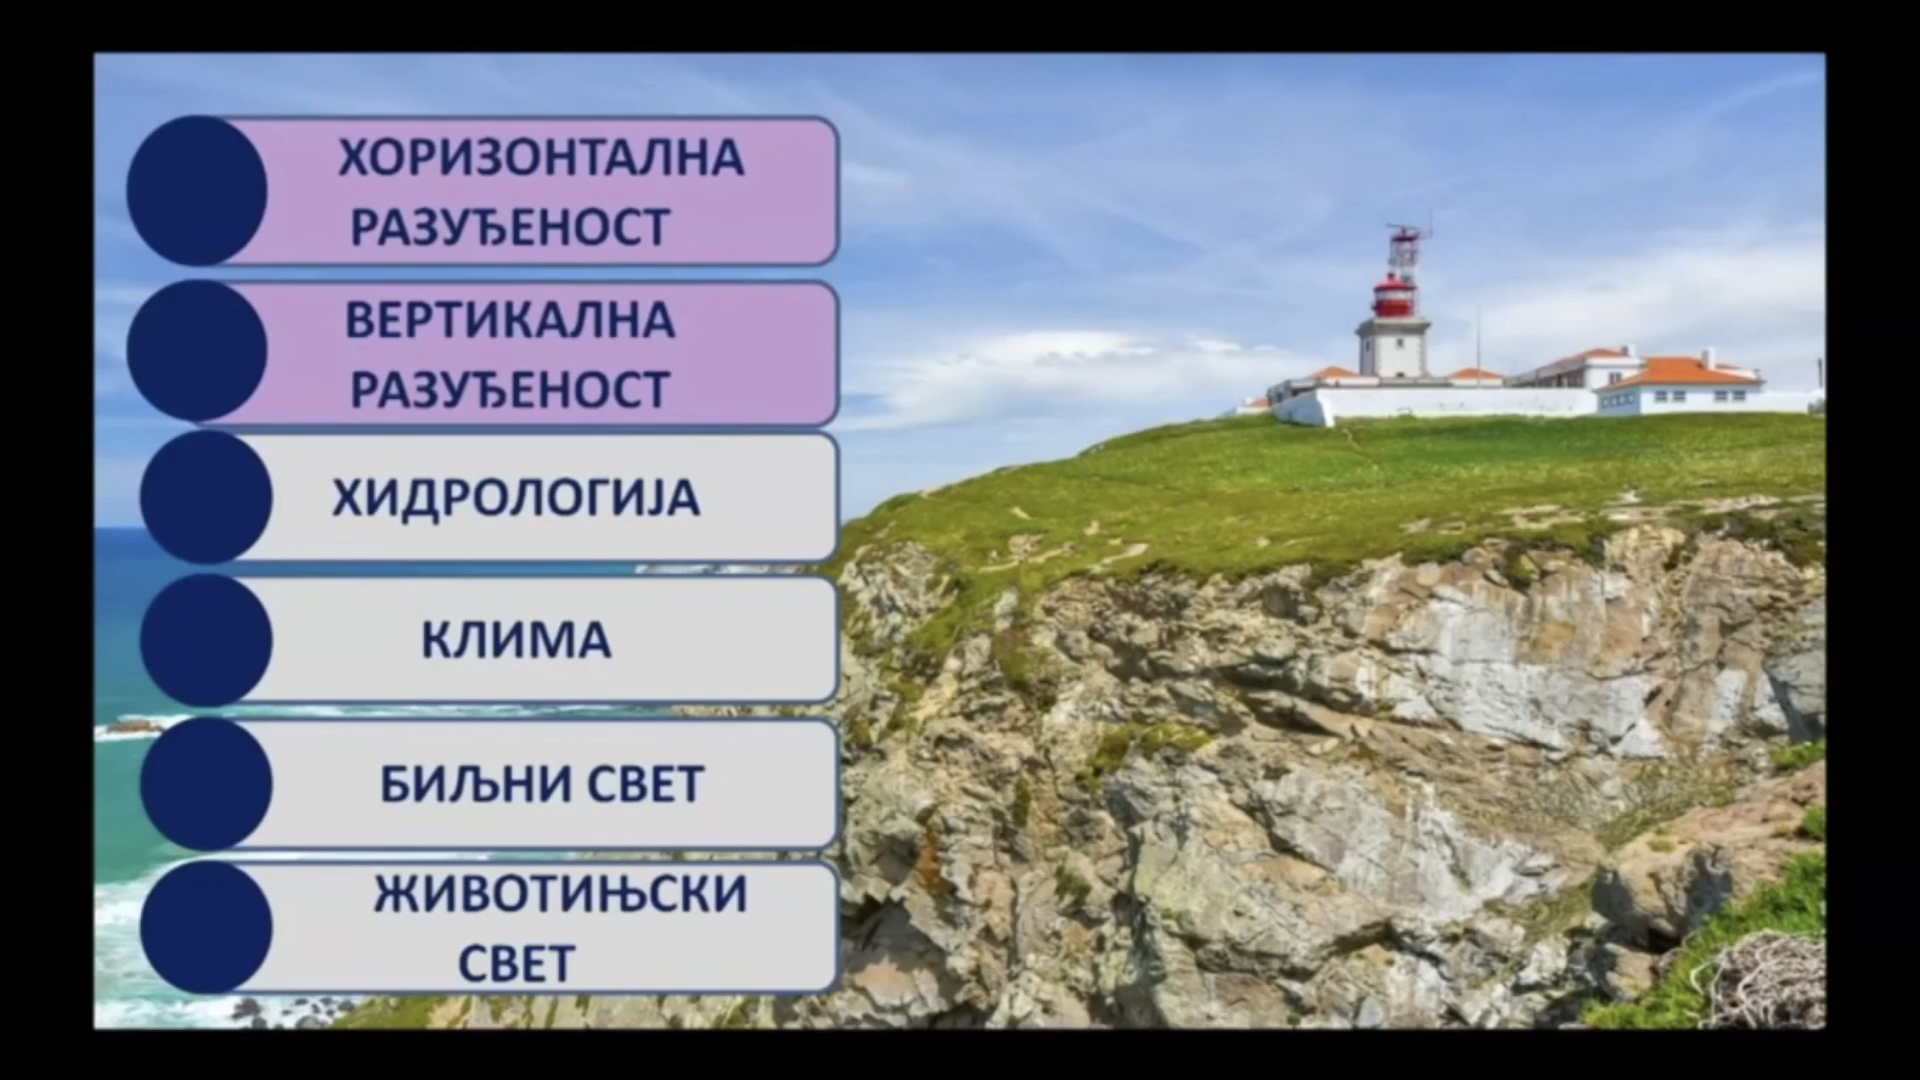 ХОРИЗОНТАЛНА
РАЗУЂЕНОСТ
ВЕРТИКАЛНА
РАЗУЂЕНОСТ
ХИДРОЛОГИЈА
КЛИМА
БИЉНИ СВЕТ
ЖИВОТИЊСКИ
СВЕТ